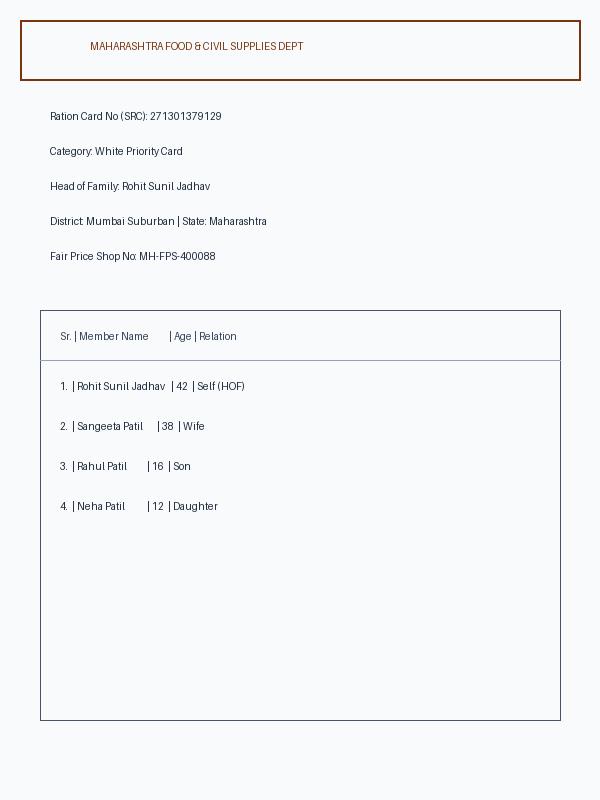 MAHARASHTRA FOOD & CIVIL SUPPLIES DEPT
Ration Card No (SRC): 271301379129
Category: White Priority Card
Head of Family: Rohit Sunil Jadhav
District: Mumbai Suburban | State: Maharashtra
Fair Price Shop No: MH-FPS-400088
Sr. | Member Name | Age | Relation
1. | Rohit Sunil Jadhav | 42 | Self (HOF)
2. | Sangeeta Patil | 38 | Wife
3. | Rahul Patil | 16 | Son
4. | Neha Patil | 12 | Daughter